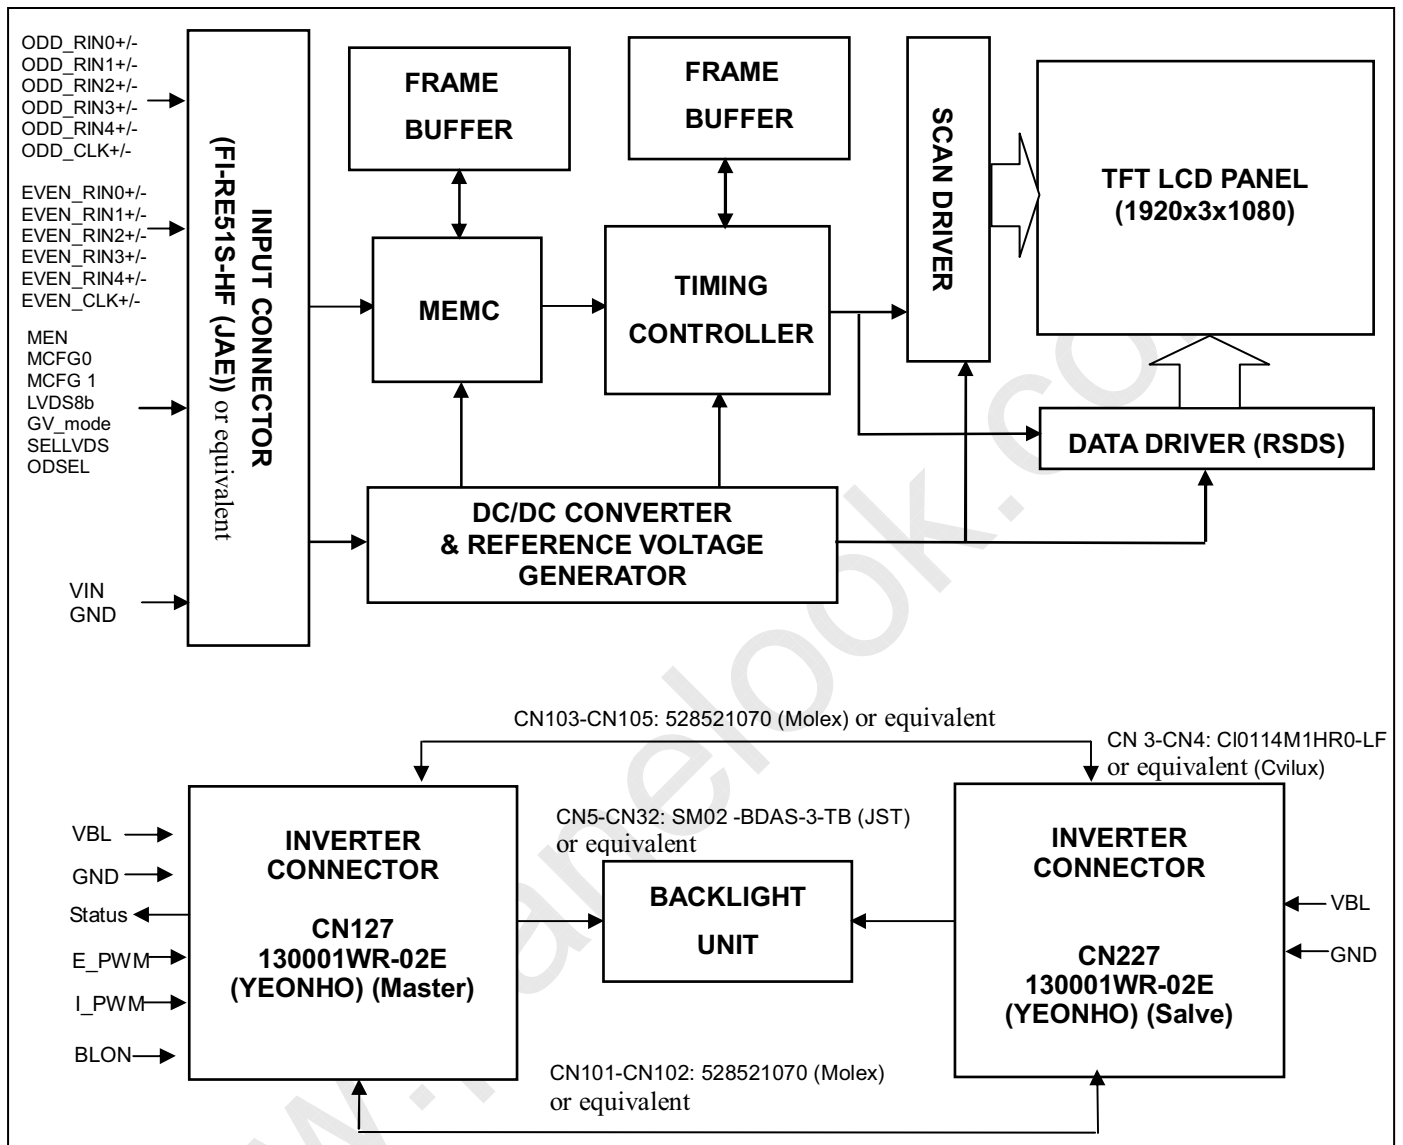 ODD_RIN0+/-
ODD_RIN1+/-
ODD_RIN2+/-
ODD_RIN3+/-
ODD_RIN4+/-
ODD_CLK+/-
EVEN_RIN0+/-
EVEN_RIN1+/-
EVEN_RIN2+/-
EVEN_RIN3+/-
EVEN_RIN4+/-
EVEN_CLK+/-
MEN
MCFG0
MCFG 1
LVDS8b
GV_mode
SELLVDS
ODSEL
VIN
GND
INPUT CONNECTOR
(FI-RE51S-HF (JAE)) or equivalent
FRAME
BUFFER
MEMC
FRAME
BUFFER
TIMING
CONTROLLER
SCAN DRIVER
TFT LCD PANEL
(1920x3x1080)
DATA DRIVER (RSDS)
DC/DC CONVERTER
& REFERENCE VOLTAGE
GENERATOR
CN103-CN105: 528521070 (Molex) or equivalent
CN 3-CN4: CI0114M1HR0-LF
or equivalent (Cvilux)
VBL
GND
Status
E_PWM
I_PWM
BLON
INVERTER
CONNECTOR
CN127
130001WR-02E
(YEONHO) (Master)
CN5-CN32: SM02 -BDAS-3-TB (JST)
or equivalent
BACKLIGHT
UNIT
INVERTER
CONNECTOR
CN227
130001WR-02E
(YEONHO) (Salve)
VBL
GND
CN101-CN102: 528521070 (Molex)
or equivalent
w.panelook.co